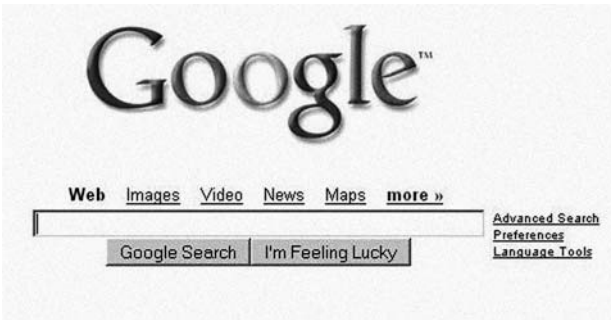 Google™
Web Images Video News Maps more »
Advanced Search
Preferences
Language Tools
Google Search I'm Feeling Lucky